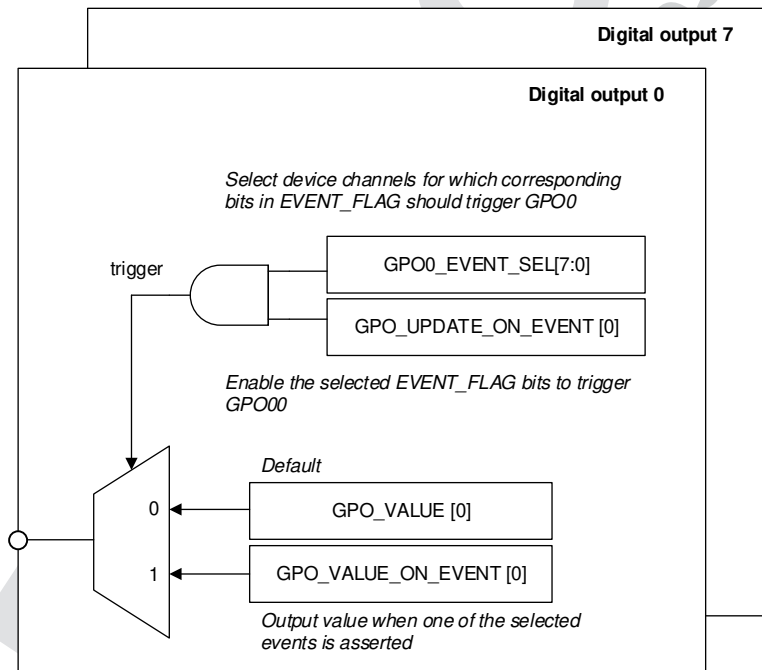 Digital output 7
Digital output 0
Select device channels for which corresponding
bits in EVENT_FLAG should trigger GPO0
trigger
GPO0_EVENT_SEL[7:0]
GPO_UPDATE_ON_EVENT [0]
Enable the selected EVENT_FLAG bits to trigger
GPO00
Default
0
GPO_VALUE [0]
1
GPO_VALUE_ON_EVENT [0]
Output value when one of the selected
events is asserted